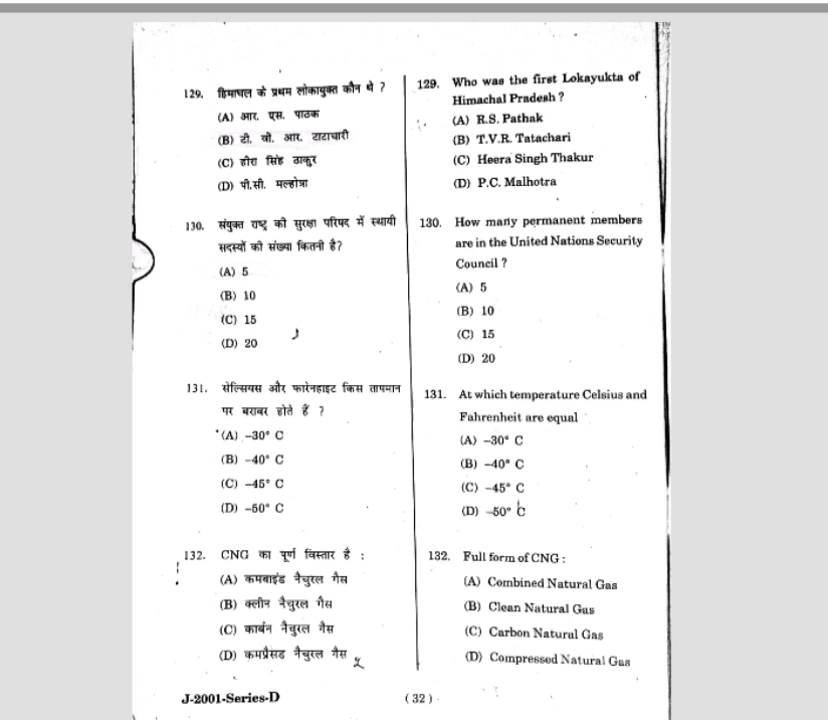 129. हिमाचल के प्रथम लोकायुक्त कौन थे ?
(A) आर. एस. पाठक
(B) टी. वी. आर. टाटाचारी
(C) हीरा सिंह ठाकुर
(D) पी.सी. मल्होत्रा
130. संयुक्त राष्ट्र की सुरक्षा परिषद में स्थायी
सदस्यों की संख्या कितनी है?
(A) 5
(B) 10
(C) 15
(D) 20
131. सेल्सियस और फारेनहाइट किस तापमान
पर बराबर होते हैं ?
(A) –30° C
(B) –40° C
(C) –45° C
(D) –50° C
132. CNG का पूर्ण विस्तार है :
(A) कमबाइंड नैचुरल गैस
(B) क्लीन नैचुरल गैस
(C) कार्बन नैचुरल गैस
(D) कमप्रैसड नैचुरल गैस
129. Who was the first Lokayukta of
Himachal Pradesh ?
(A) R.S. Pathak
(B) T.V.R. Tatachari
(C) Heera Singh Thakur
(D) P.C. Malhotra
130. How many permanent members
are in the United Nations Security
Council ?
(A) 5
(B) 10
(C) 15
(D) 20
131. At which temperature Celsius and
Fahrenheit are equal
(A) –30° C
(B) –40° C
(C) –45° C
(D) –50° C
132. Full form of CNG :
(A) Combined Natural Gas
(B) Clean Natural Gas
(C) Carbon Natural Gas
(D) Compressed Natural Gas
J-2001-Series-D
( 32 )